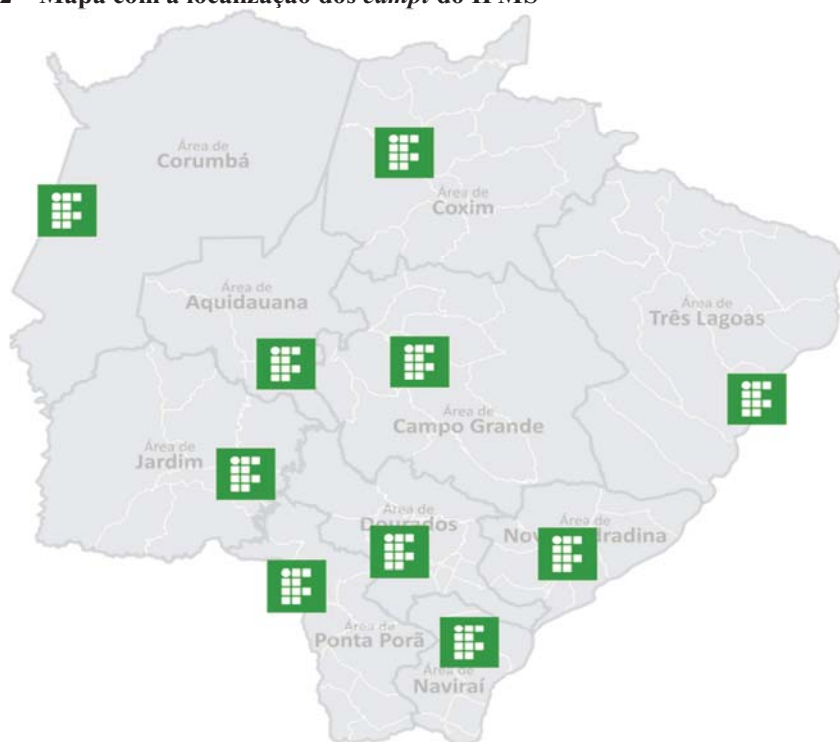 2 – Mapa com a localização dos campi do IFMS
Área de
Corumbá
Área de
Coxim
Área de
Aquidauana
Área de
Três Lagoas
Área de
Campo Grande
Área de
Jardim
Área de
Dourados
Área de
Área de
Ponta Porã
Área de
Naviraí